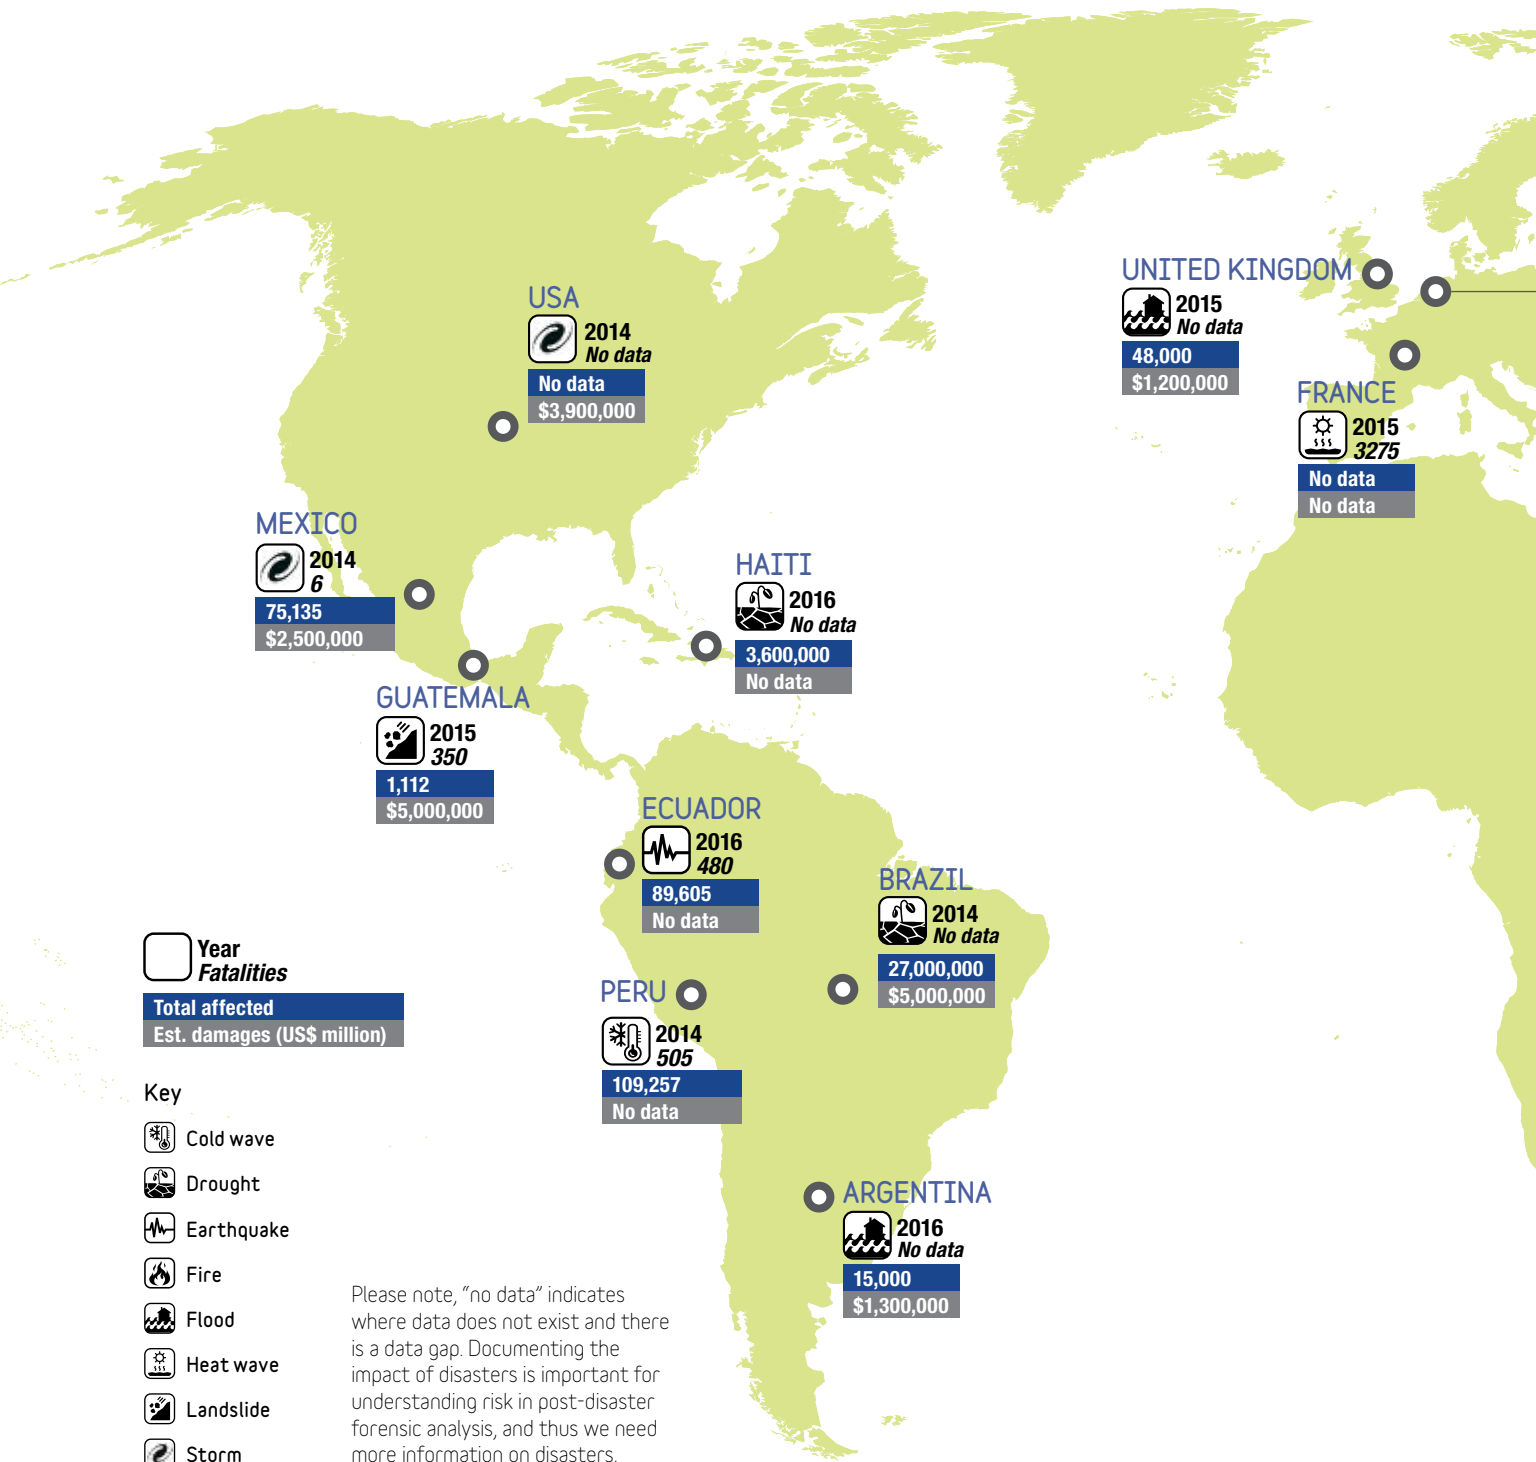 USA
2014
No data
No data
$3,900,000
UNITED KINGDOM
2015
No data
48,000
$1,200,000
FRANCE
2015
3275
No data
No data
MEXICO
2014
6
75,135
$2,500,000
HAITI
2016
No data
3,600,000
No data
GUATEMALA
2015
350
1,112
$5,000,000
ECUADOR
2016
480
89,605
No data
BRAZIL
2014
No data
27,000,000
$5,000,000
PERU
2014
505
109,257
No data
ARGENTINA
2016
No data
15,000
$1,300,000
Year
Fatalities
Total affected
Est. damages (US$ million)
Key
Cold wave
Drought
Earthquake
Fire
Flood
Heat wave
Landslide
Storm
Please note, "no data" indicates
where data does not exist and there
is a data gap. Documenting the
impact of disasters is important for
understanding risk in post-disaster
forensic analysis, and thus we need
more information on disasters.